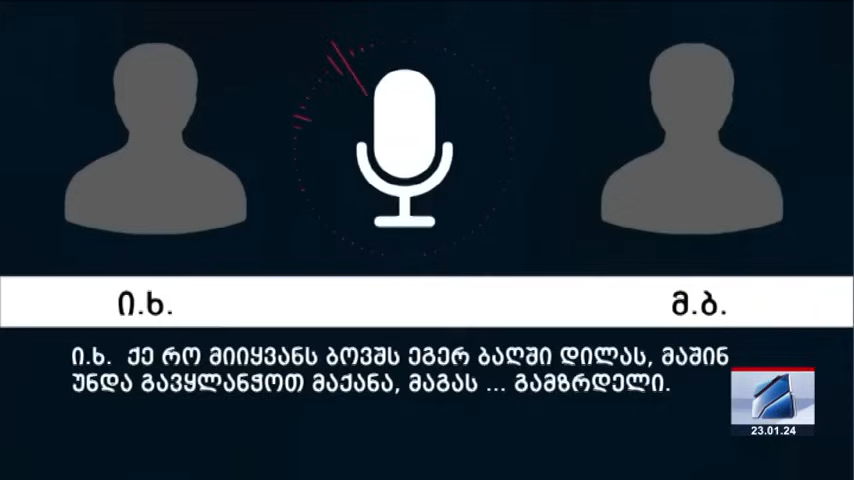 ი.ხ.
მ.ბ.
ი.ხ. ქე რო მიიყვანს ბოვშს ეგერ ბაღში დილას, მაშინ
უნდა გავყლანჭოთ მაქანა, მაგას ... გამზრდელი.
23.01.24